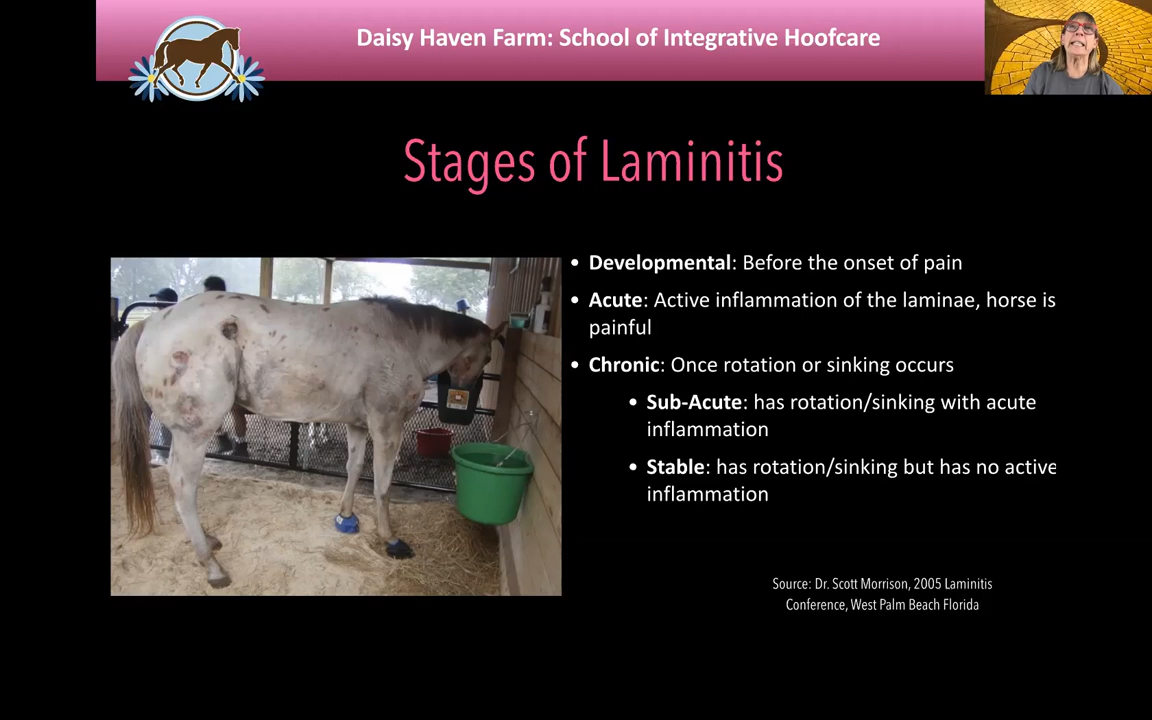 Daisy Haven Farm: School of Integrative Hoofcare
Stages of Laminitis
• Developmental: Before the onset of pain
• Acute: Active inflammation of the laminae, horse is
painful
• Chronic: Once rotation or sinking occurs
• Sub-Acute: has rotation/sinking with acute
inflammation
• Stable: has rotation/sinking but has no active
inflammation
Source: Dr. Scott Morrison, 2005 Laminitis
Conference, West Palm Beach Florida